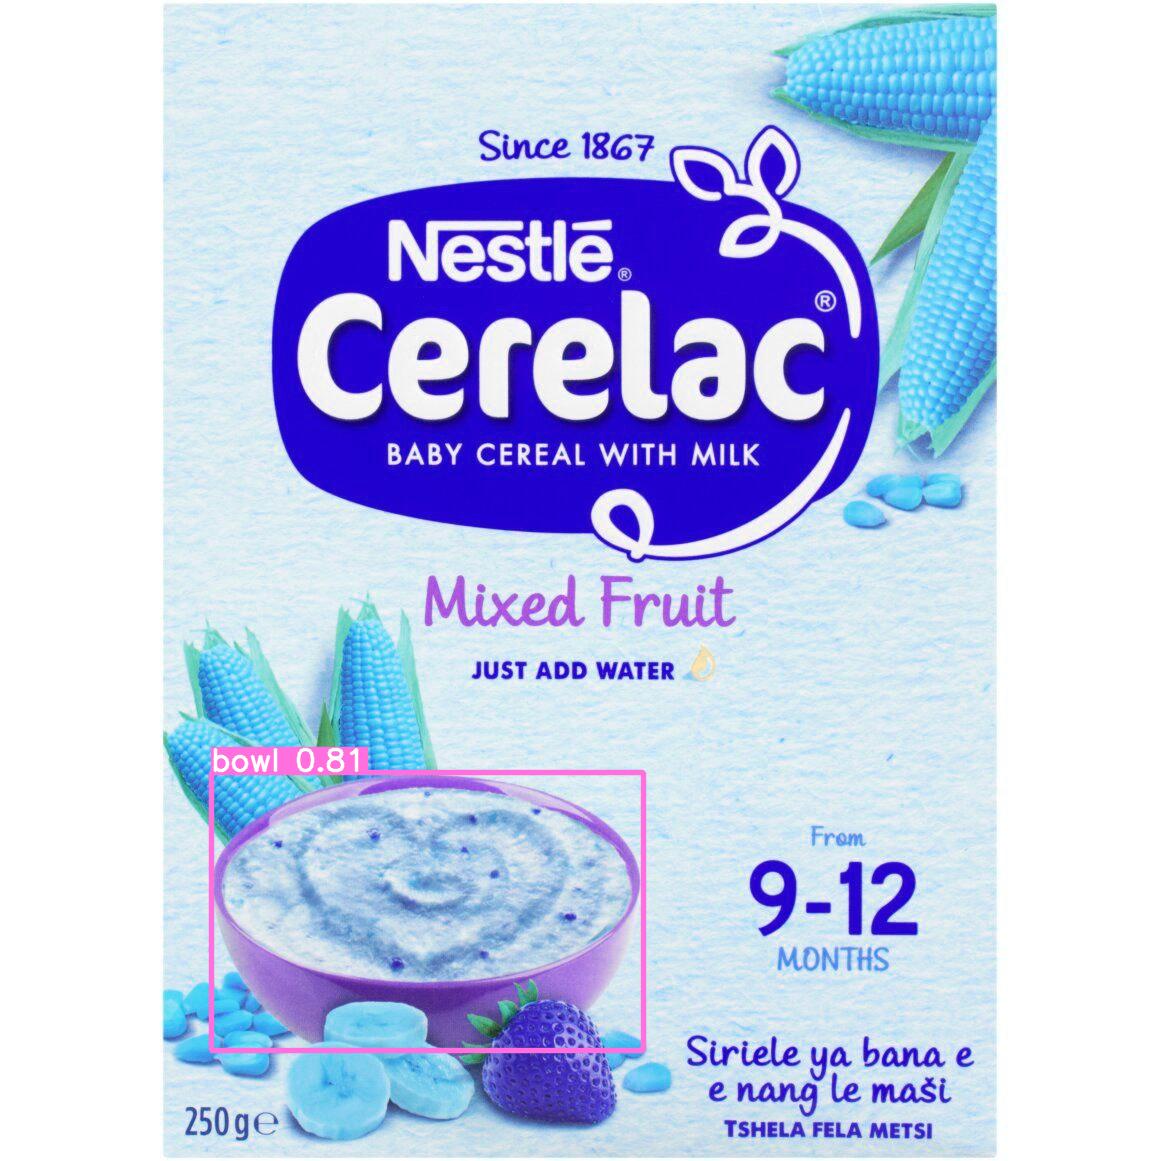 Since 1867
Nestlé®
Cerelac®
BABY CEREAL WITH MILK
Mixed Fruit
JUST ADD WATER
bowl 0.81
From
9-12
MONTHS
Siriele ya bana e
e nang le maši
TSHELA FELA METSI
250g℮